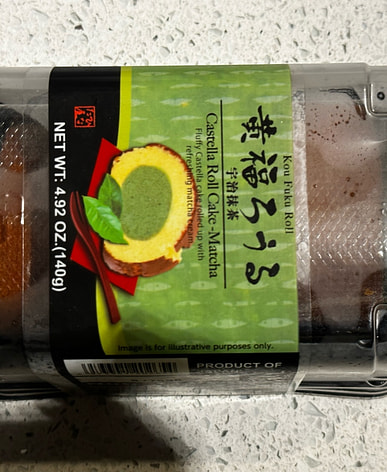 Kou Fuku Roll
黄福ろうる
宇治抹茶
Castella Roll Cake -Matcha
Fluffy Castella cake rolled up with
refreshing matcha cream.
NET WT. 4.92 OZ.(140g)
Image is for illustrative purposes only.
PRODUCT OF